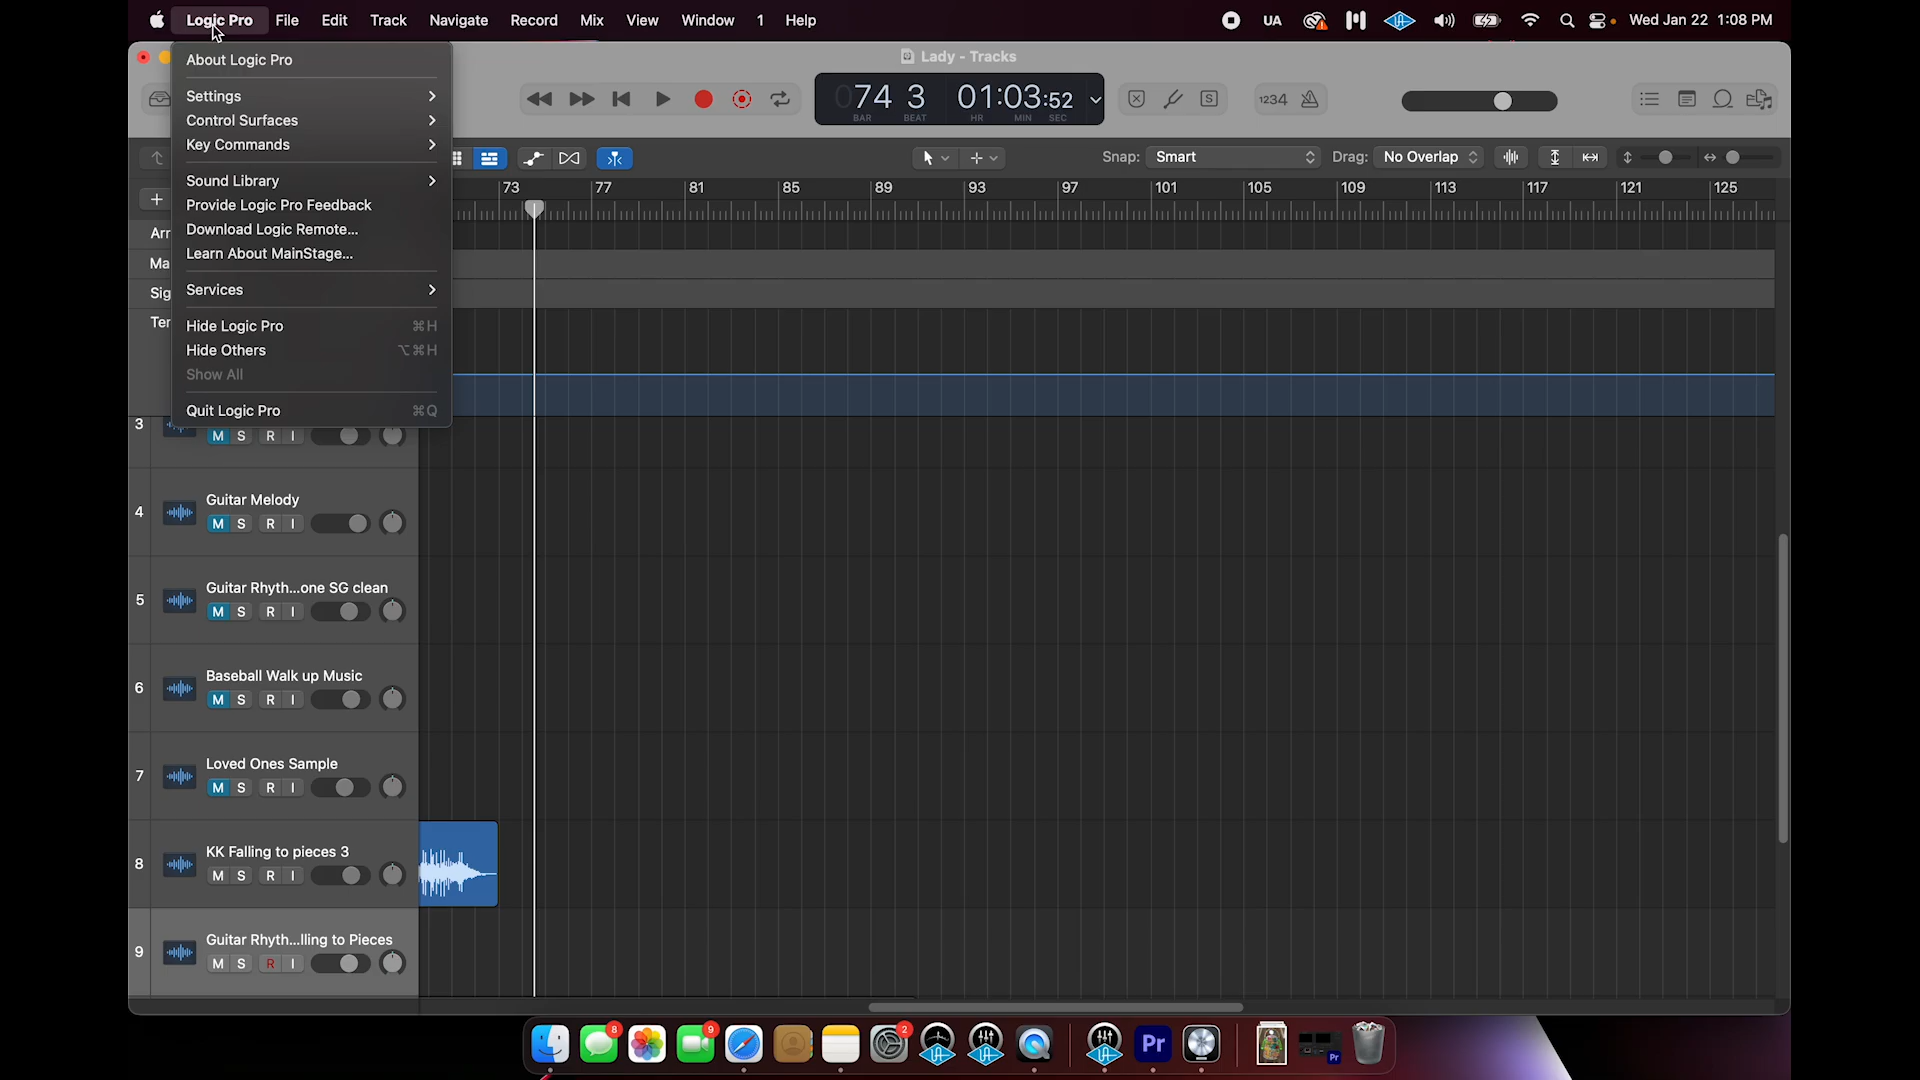 Logic Pro File Edit Track Navigate Record Mix View Window 1 Help UA Wed Jan 22 1:08 PM
About Logic Pro
Settings
Control Surfaces
Key Commands
Sound Library
Provide Logic Pro Feedback
Download Logic Remote...
Learn About MainStage...
Services
Hide Logic Pro ⌘H
Hide Others ⌥⌘H
Show All
Quit Logic Pro ⌘Q
Lady - Tracks
074 3 01:03:52
BAR BEAT HR MIN SEC
S
1234
Snap: Smart Drag: No Overlap
73 77 81 85 89 93 97 101 105 109 113 117 121 125
Arr
Ma
Sig
Ter
3
M S R I
4 Guitar Melody
M S R I
5 Guitar Rhyth...one SG clean
M S R I
6 Baseball Walk up Music
M S R I
7 Loved Ones Sample
M S R I
8 KK Falling to pieces 3
M S R I
9 Guitar Rhyth...lling to Pieces
M S R I
8 9 2
Pr
Pr